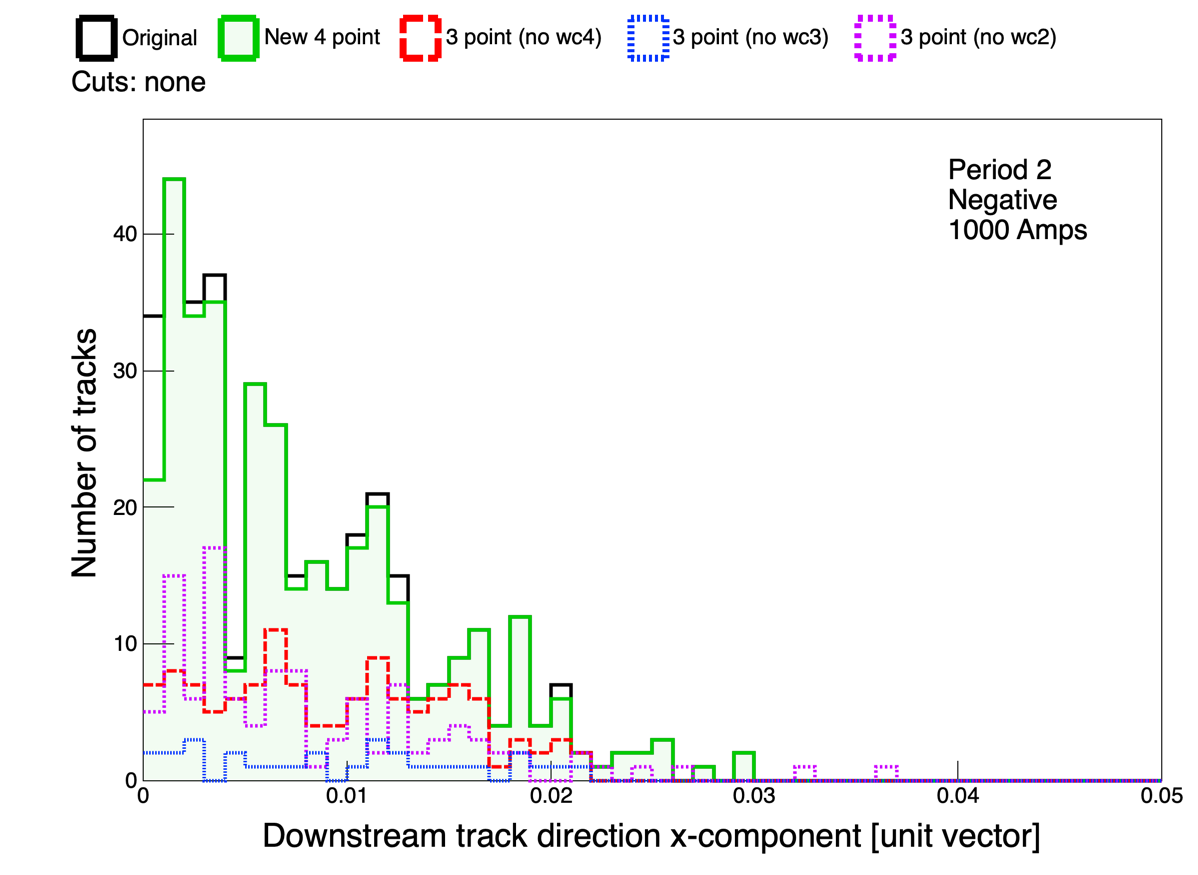 Original New 4 point 3 point (no wc4) 3 point (no wc3) 3 point (no wc2)
Cuts: none
Period 2
Negative
1000 Amps
Number of tracks
40
30
20
10
0
0 0.01 0.02 0.03 0.04 0.05
Downstream track direction x-component [unit vector]